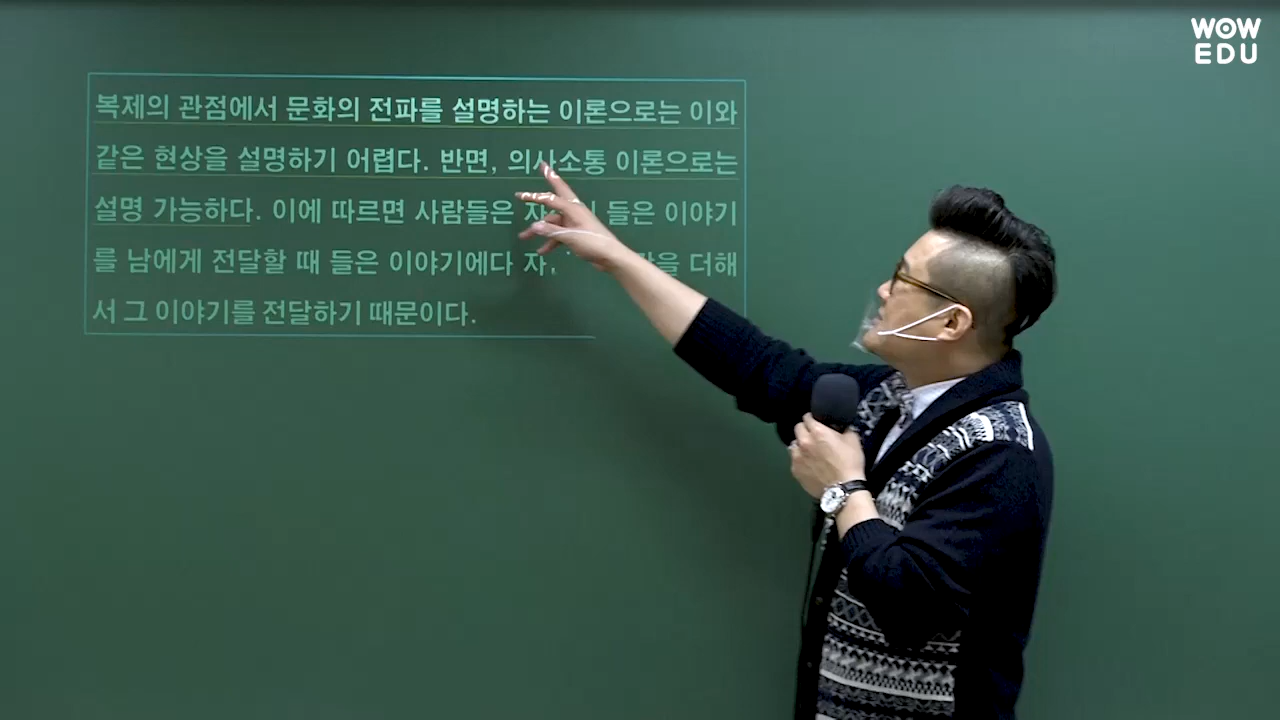 WOW
EDU
복제의 관점에서 문화의 전파를 설명하는 이론으로는 이와
같은 현상을 설명하기 어렵다. 반면, 의사소통 이론으로는
설명 가능하다. 이에 따르면 사람들은 들은 이야기
를 남에게 전달할 때 들은 이야기에다 더해
서 그 이야기를 전달하기 때문이다.